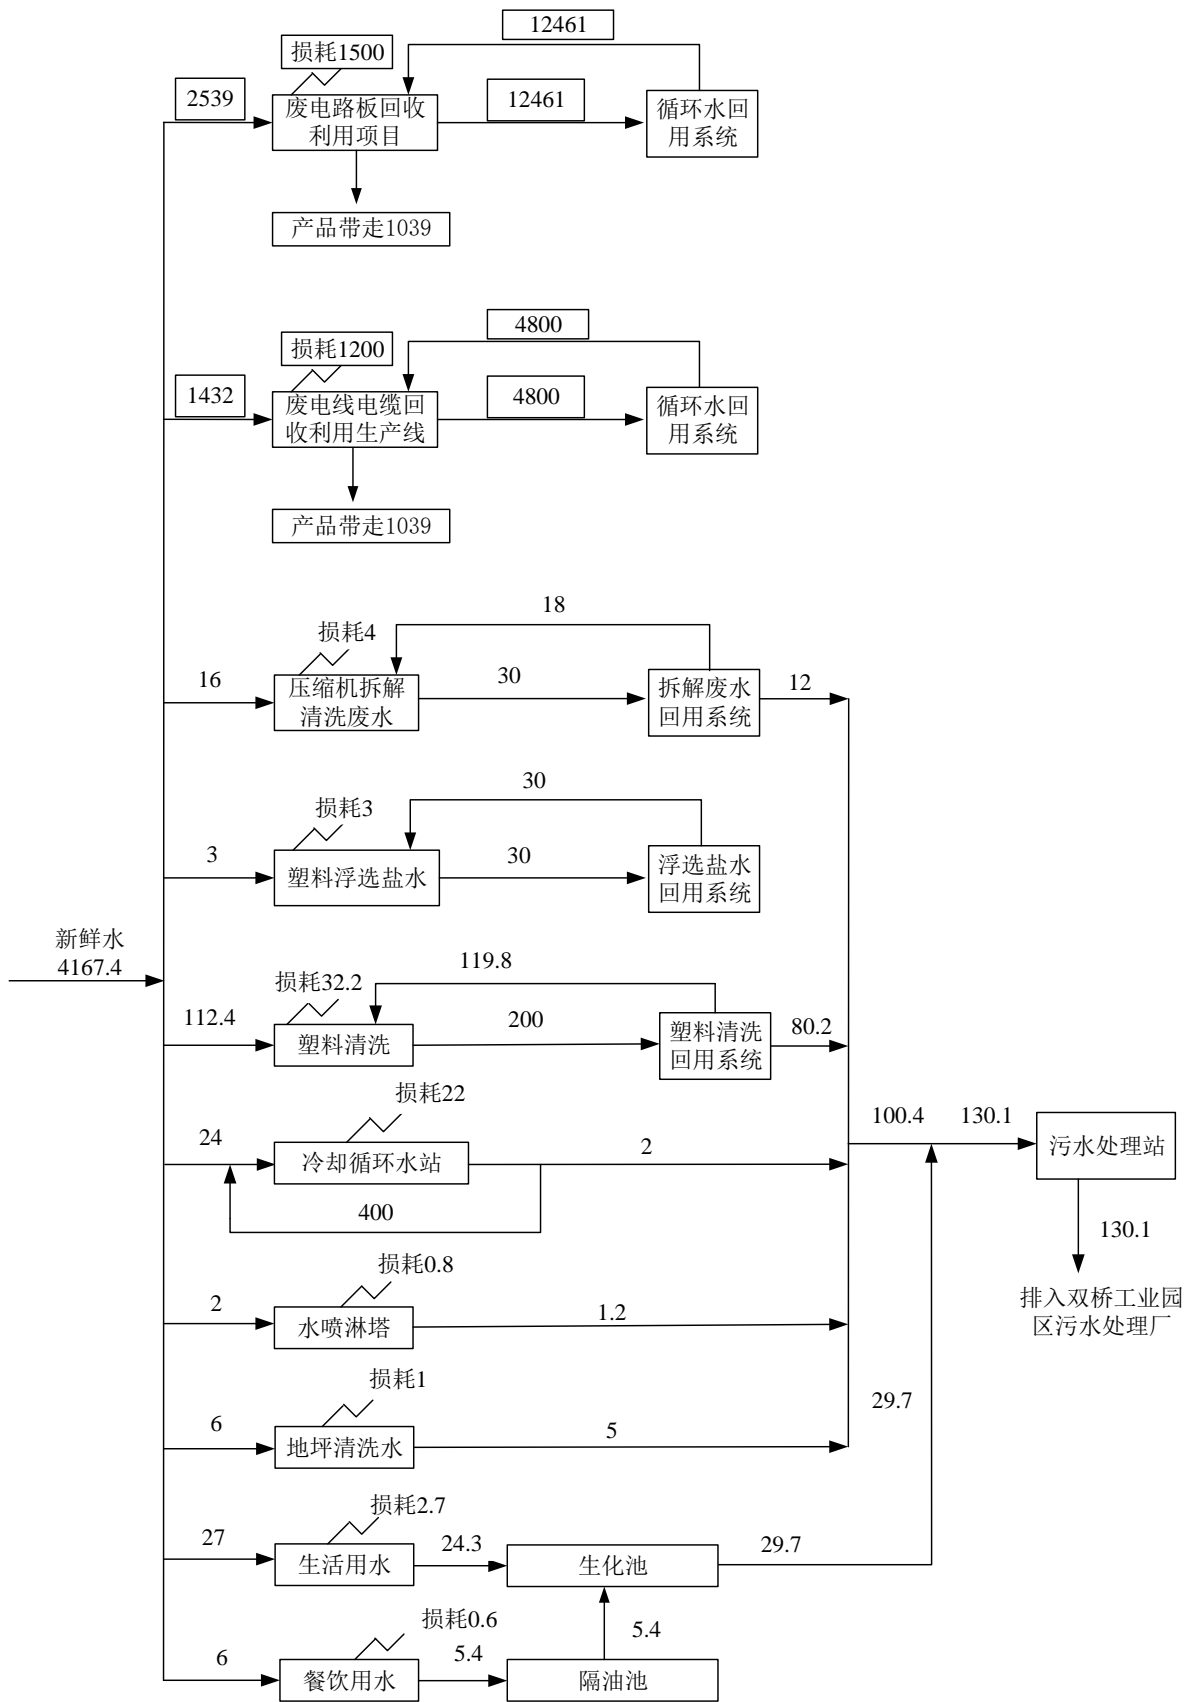 12461
损耗1500
2539
废电路板回收
利用项目
12461
循环水回
用系统
产品带走1039
4800
损耗1200
1432
废电线电缆回
收利用生产线
4800
循环水回
用系统
产品带走1039
18
损耗4
16
压缩机拆解
清洗废水
30
拆解废水
回用系统
12
30
损耗3
3
塑料浮选盐水
30
浮选盐水
回用系统
新鲜水
4167.4
119.8
损耗32.2
112.4
塑料清洗
200
塑料清洗
回用系统
80.2
损耗22
24
冷却循环水站
2
400
100.4
130.1
污水处理站
130.1
排入双桥工业园
区污水处理厂
损耗0.8
2
水喷淋塔
1.2
损耗1
6
地坪清洗水
5
29.7
损耗2.7
27
生活用水
24.3
生化池
29.7
损耗0.6
6
餐饮用水
5.4
隔油池
5.4